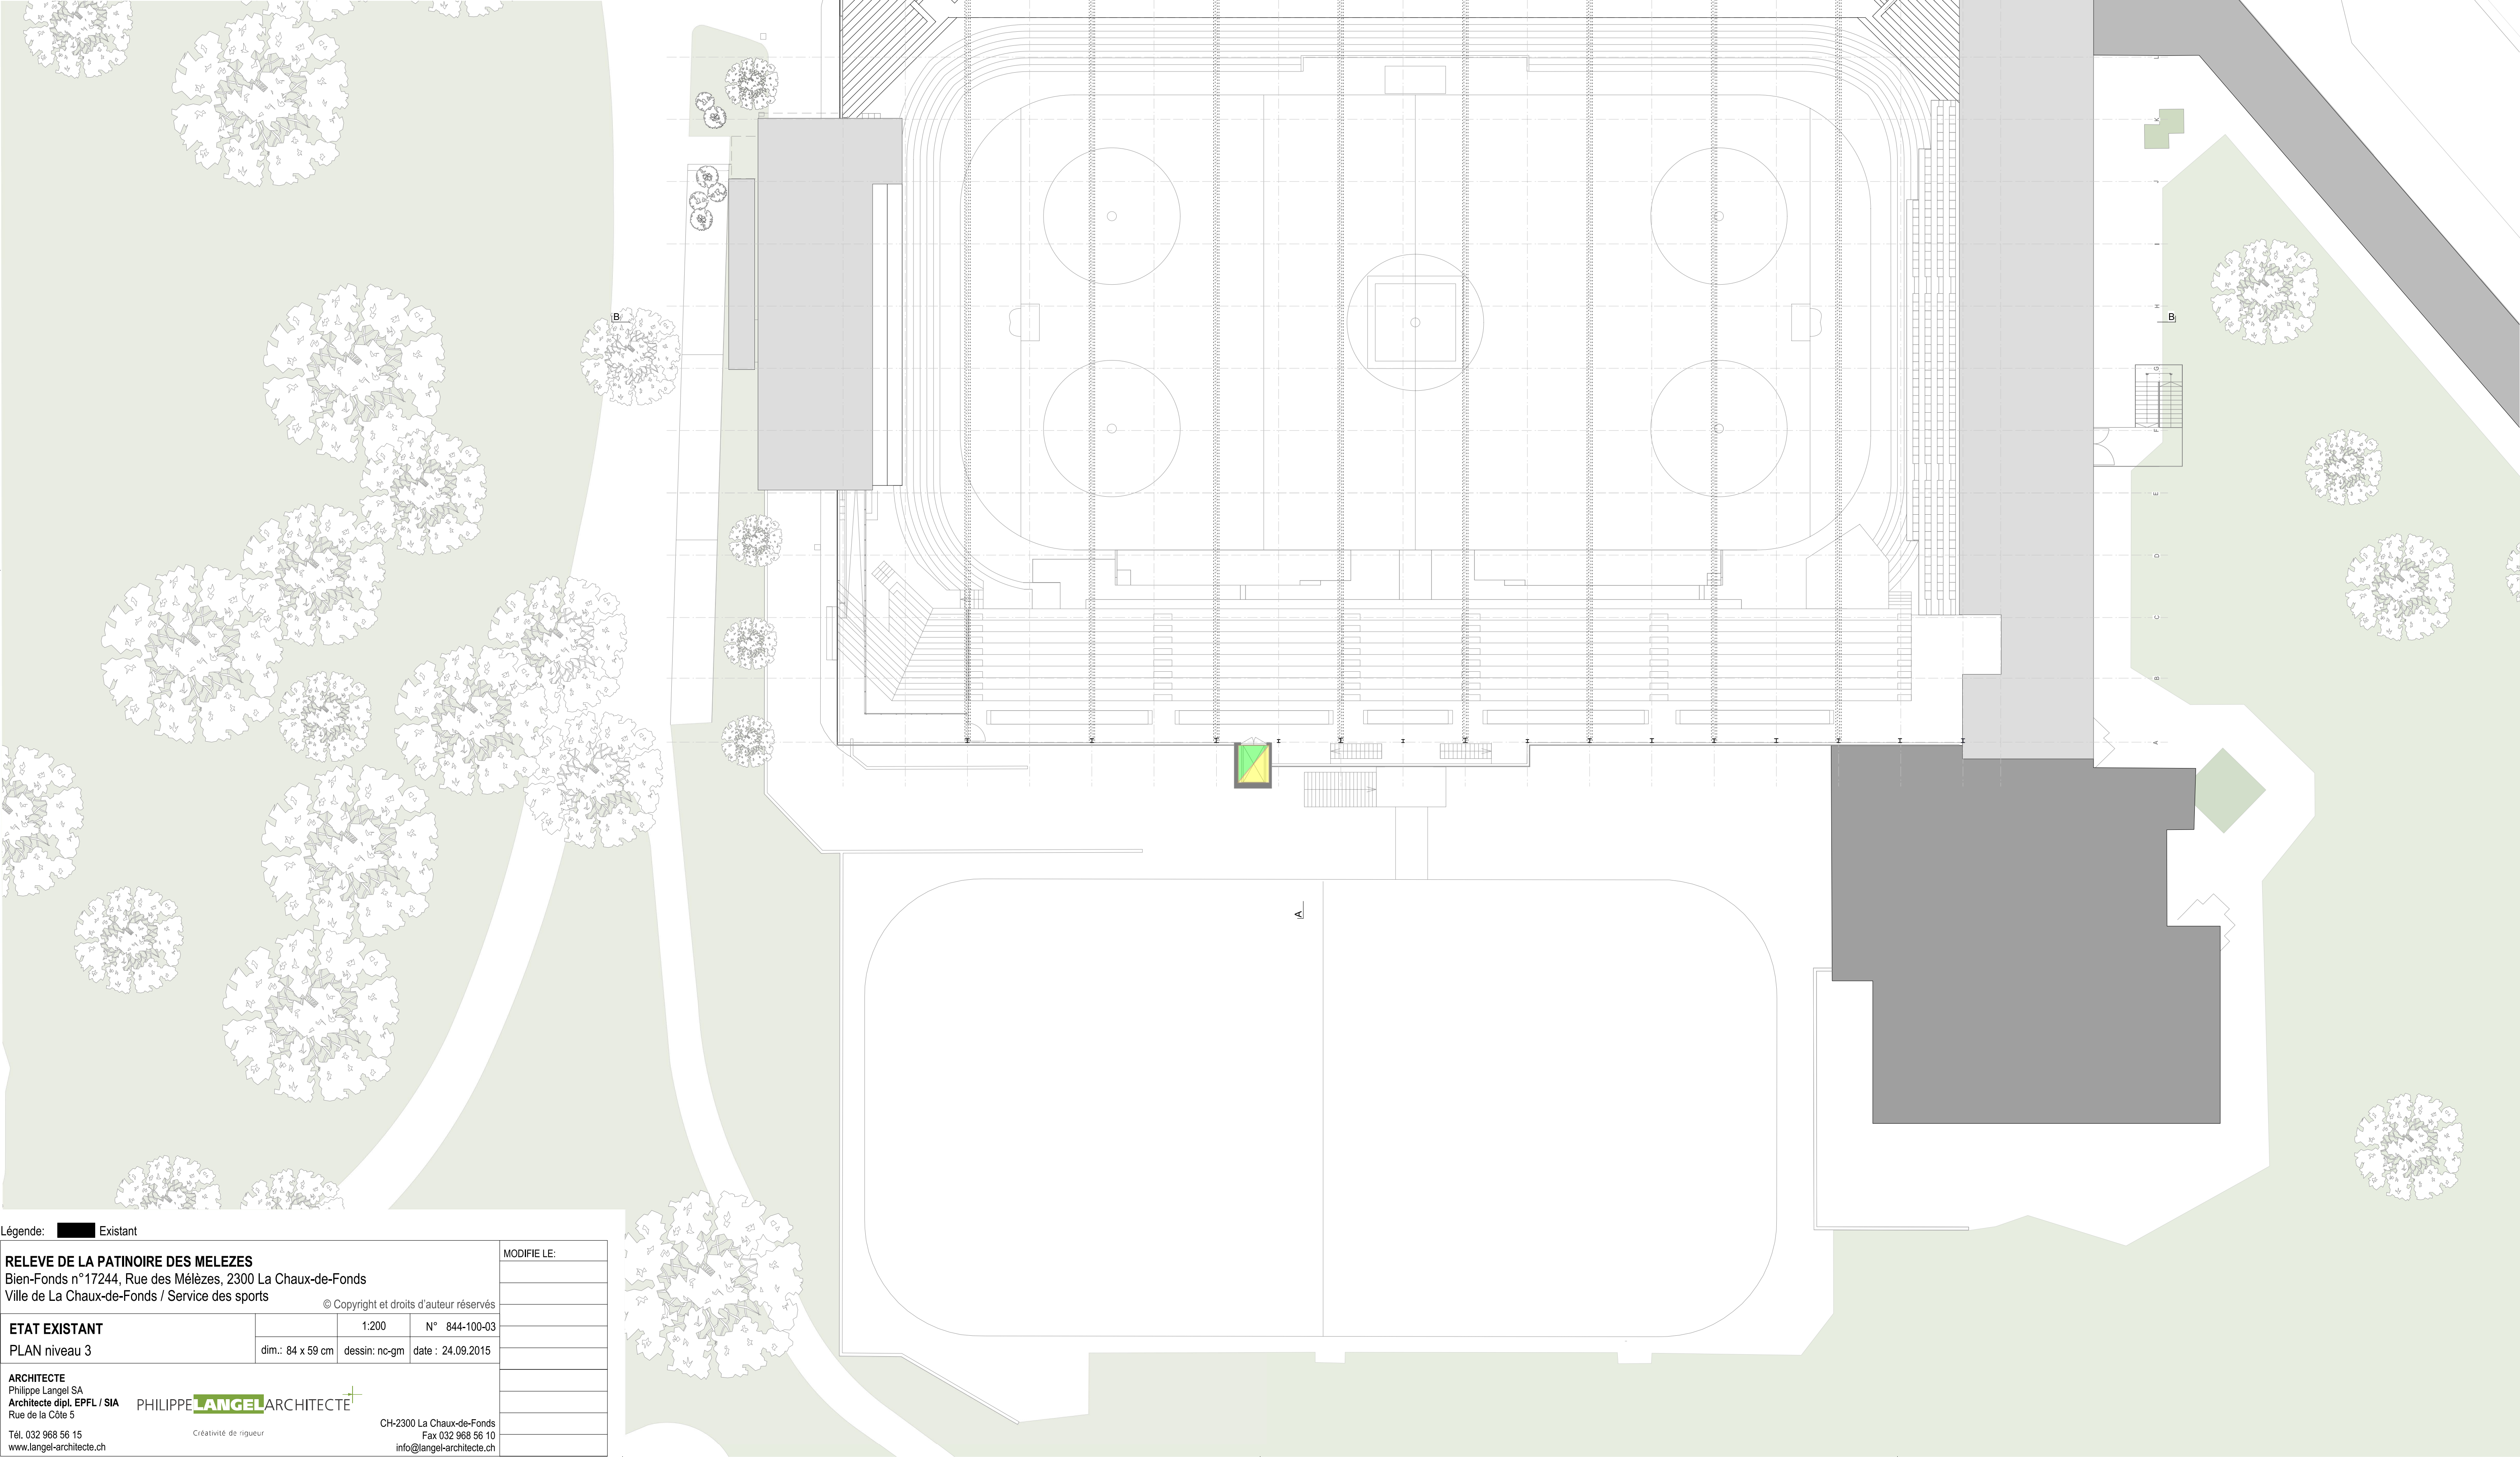 L
K
J
I
H
B
B
G
F
E
D
C
B
A
A
Légende: Existant
RELEVE DE LA PATINOIRE DES MELEZES
Bien-Fonds n°17244, Rue des Mélèzes, 2300 La Chaux-de-Fonds
Ville de La Chaux-de-Fonds / Service des sports
© Copyright et droits d'auteur réservés
MODIFIE LE:
ETAT EXISTANT
1:200
N° 844-100-03
PLAN niveau 3
dim.: 84 x 59 cm
dessin: nc-gm
date : 24.09.2015
ARCHITECTE
Philippe Langel SA
Architecte dipl. EPFL / SIA
Rue de la Côte 5
Tél. 032 968 56 15
www.langel-architecte.ch
PHILIPPE LANGEL ARCHITECTE
Créativité de rigueur
CH-2300 La Chaux-de-Fonds
Fax 032 968 56 10
info@langel-architecte.ch